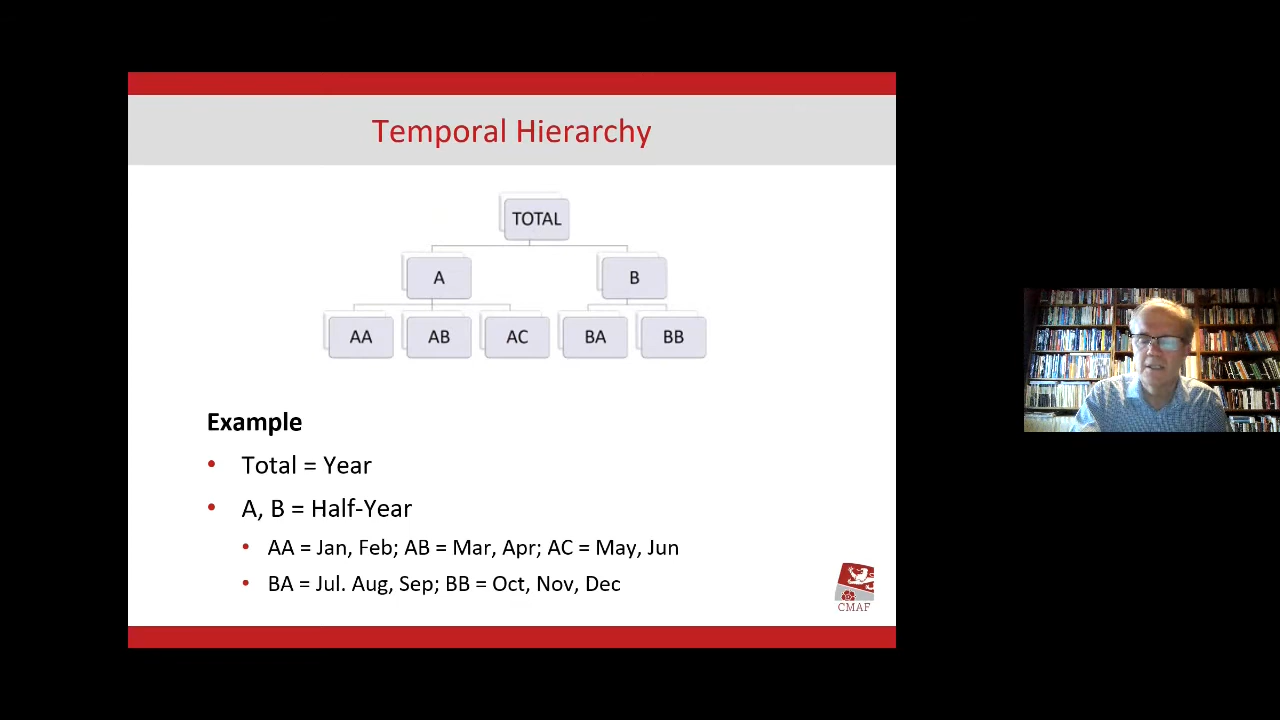 Temporal Hierarchy
TOTAL
A B
AA AB AC BA BB
Example
• Total = Year
• A, B = Half-Year
• AA = Jan, Feb; AB = Mar, Apr; AC = May, Jun
• BA = Jul. Aug, Sep; BB = Oct, Nov, Dec
CMAF